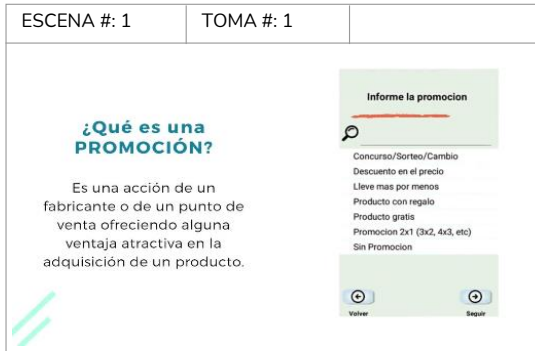 ESCENA #: 1
TOMA #: 1
¿Qué es una
PROMOCIÓN?
Es una acción de un
fabricante o de un punto de
venta ofreciendo alguna
ventaja atractiva en la
adquisición de un producto.
Informe la promocion
Concurso/Sorteo/Cambio
Descuento en el precio
Lleve mas por menos
Producto con regalo
Producto gratis
Promocion 2x1 (3x2, 4x3, etc)
Sin Promocion
Volver
Seguir